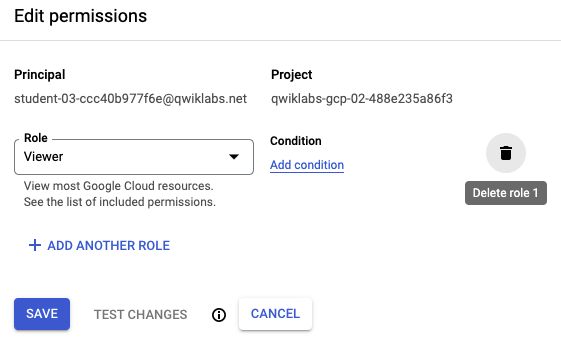 Edit permissions
Principal
Project
student-03-ccc40b977f6e@qwiklabs.net
qwiklabs-gcp-02-488e235a86f3
Role
Viewer
Condition
Add condition
View most Google Cloud resources.
See the list of included permissions.
Delete role 1
+ ADD ANOTHER ROLE
SAVE
TEST CHANGES
CANCEL